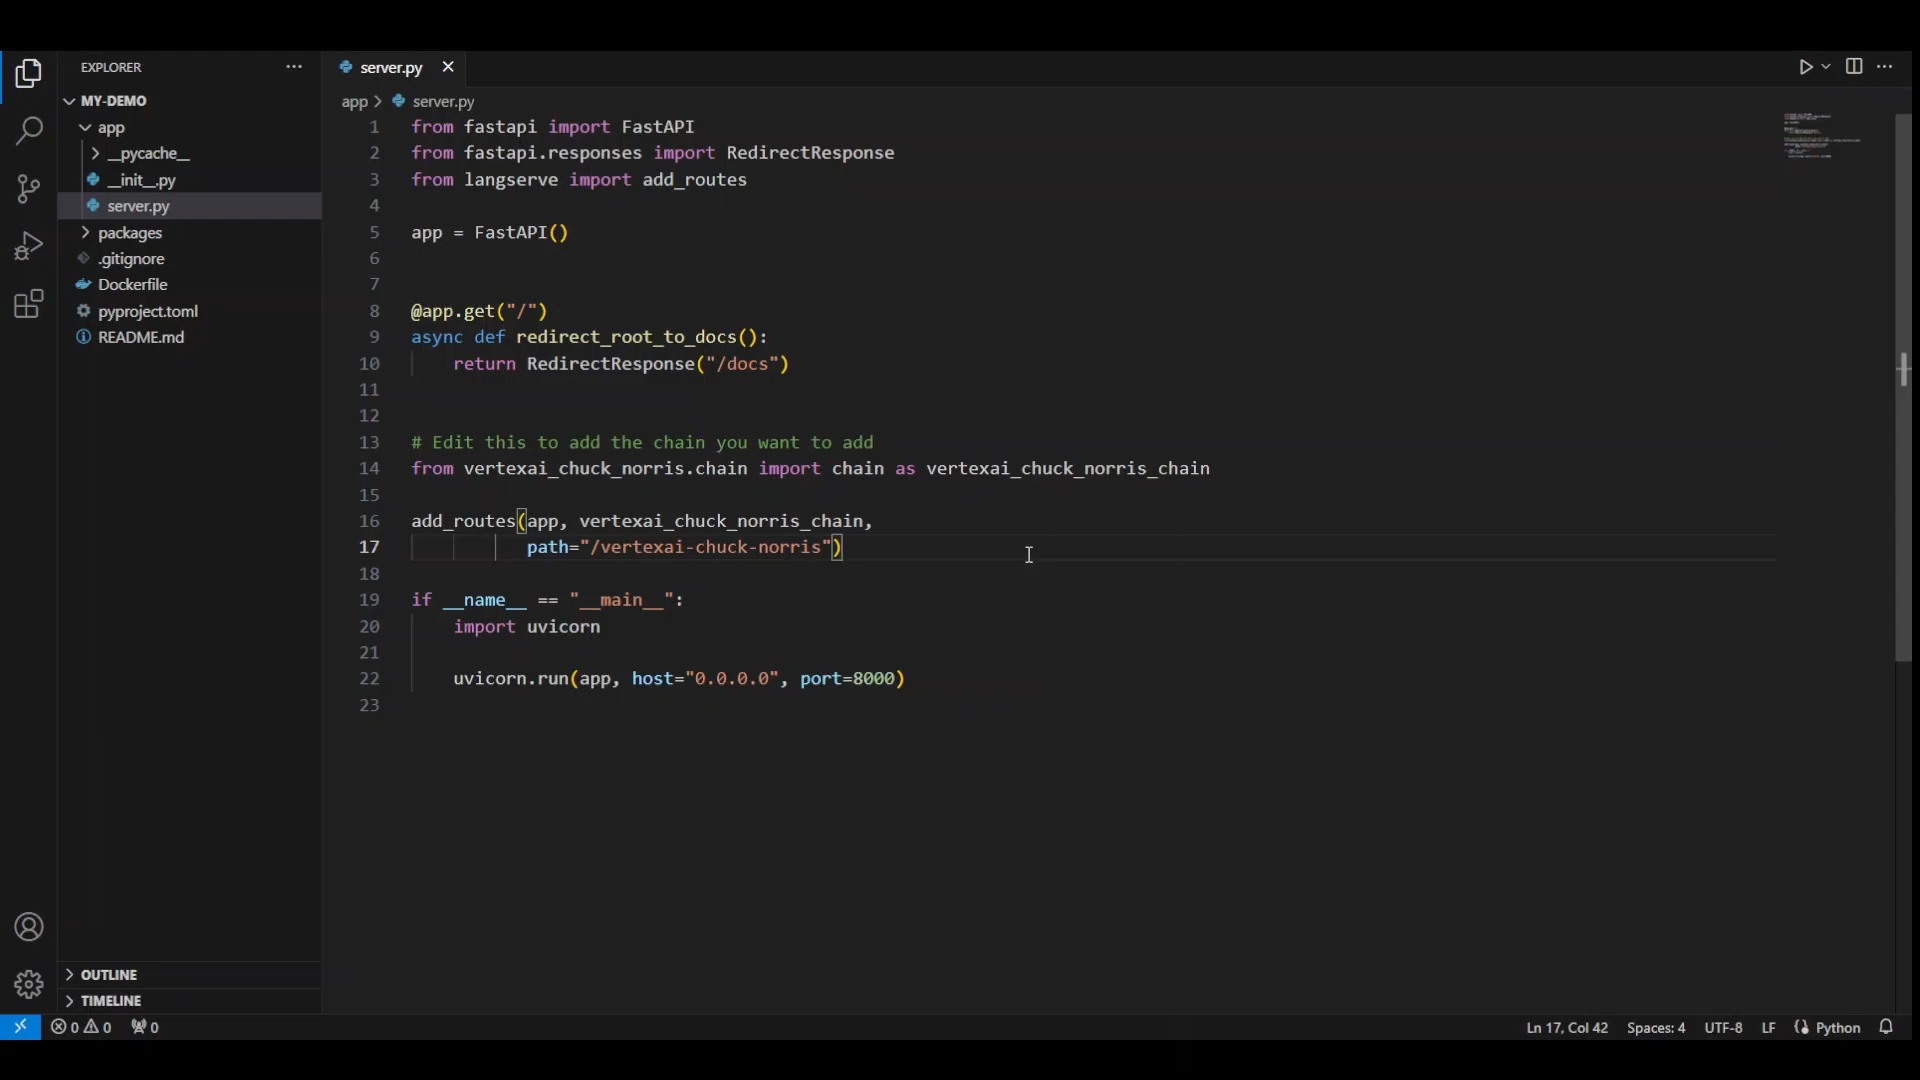 EXPLORER
MY-DEMO
app
__pycache__
__init__.py
server.py
packages
.gitignore
Dockerfile
pyproject.toml
README.md
OUTLINE
TIMELINE
server.py
app > server.py
1 from fastapi import FastAPI
2 from fastapi.responses import RedirectResponse
3 from langserve import add_routes
4
5 app = FastAPI()
6
7
8 @app.get("/")
9 async def redirect_root_to_docs():
10 return RedirectResponse("/docs")
11
12
13 # Edit this to add the chain you want to add
14 from vertexai_chuck_norris.chain import chain as vertexai_chuck_norris_chain
15
16 add_routes(app, vertexai_chuck_norris_chain,
17 path="/vertexai-chuck-norris")
18
19 if __name__ == "__main__":
20 import uvicorn
21
22 uvicorn.run(app, host="0.0.0.0", port=8000)
23
0 0 0 Ln 17, Col 42 Spaces: 4 UTF-8 LF Python